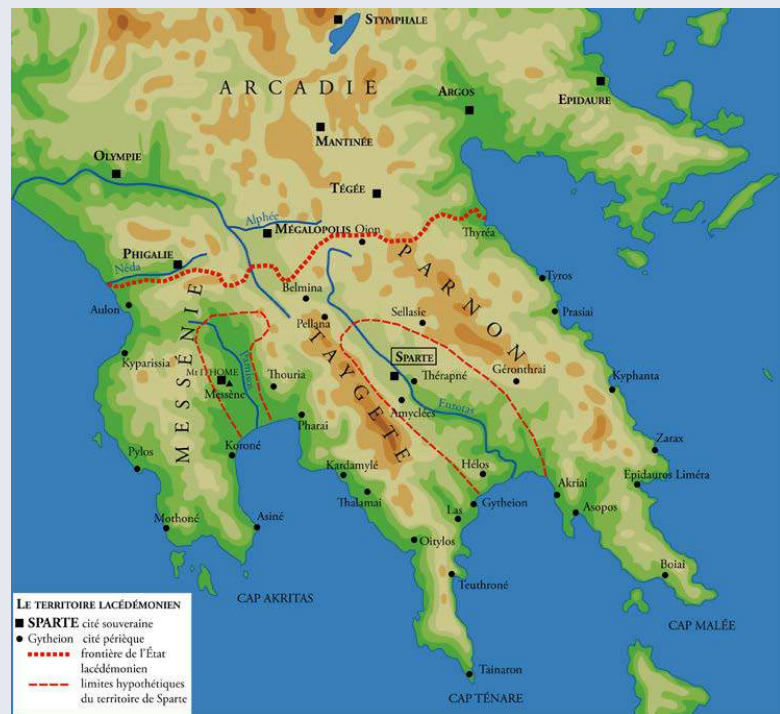 STYMPHALE
ARCADIE
ARGOS
EPIDAURE
MANTINÉE
OLYMPIE
TÉGÉE
Alphée
MÉGALOPOLIS
Oion
Thyréa
PHIGALIE
Néda
PARNON
Tyros
Belmina
Aulon
Prasiai
Pellana
Sellasie
MESSÉNIE
TAYGETE
Kyparissia
SPARTE
Pamisos
Mt ITHOME
Thouria
Thérapné
Géronthrai
Messène
Kyphanta
Amyclées
Eurotas
Pharai
Koroné
Zarax
Pylos
Kardamylé
Hélos
Epidauros Liméra
Thalamai
Akriai
Gytheion
Las
Asopos
Mothoné
Asiné
Oitylos
Boiai
Teuthroné
CAP AKRITAS
CAP MALÉE
Tainaron
CAP TÉNARE
LE TERRITOIRE LACÉDÉMONIEN
SPARTE cité souveraine
Gytheion cité périèque
frontière de l'État
lacédémonien
limites hypothétiques
du territoire de Sparte